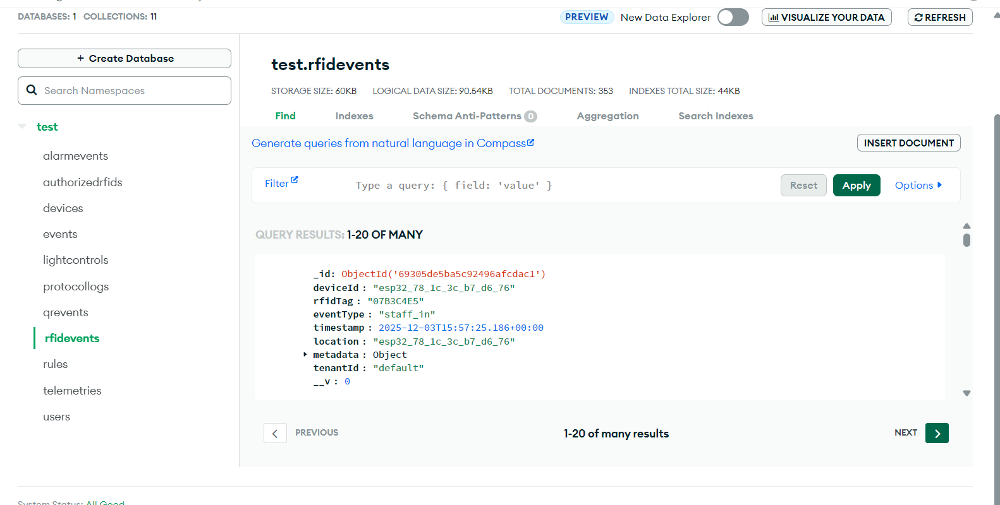 DATABASES: 1 COLLECTIONS: 11
PREVIEW New Data Explorer VISUALIZE YOUR DATA REFRESH
+ Create Database
Search Namespaces
test
alarmevents
authorizedrfids
devices
events
lightcontrols
protocollogs
qrevents
rfidevents
rules
telemetries
users
test.rfidevents
STORAGE SIZE: 60KB LOGICAL DATA SIZE: 90.54KB TOTAL DOCUMENTS: 353 INDEXES TOTAL SIZE: 44KB
Find Indexes Schema Anti-Patterns 0 Aggregation Search Indexes
Generate queries from natural language in Compass
INSERT DOCUMENT
Filter Type a query: { field: 'value' } Reset Apply Options
QUERY RESULTS: 1-20 OF MANY
_id: ObjectId('69305de5ba5c92496afcdac1')
deviceId : "esp32_78_1c_3c_b7_d6_76"
rfidTag : "07B3C4E5"
eventType : "staff_in"
timestamp : 2025-12-03T15:57:25.186+00:00
location : "esp32_78_1c_3c_b7_d6_76"
metadata : Object
tenantId : "default"
__v : 0
PREVIOUS 1-20 of many results NEXT
System Status: All Good